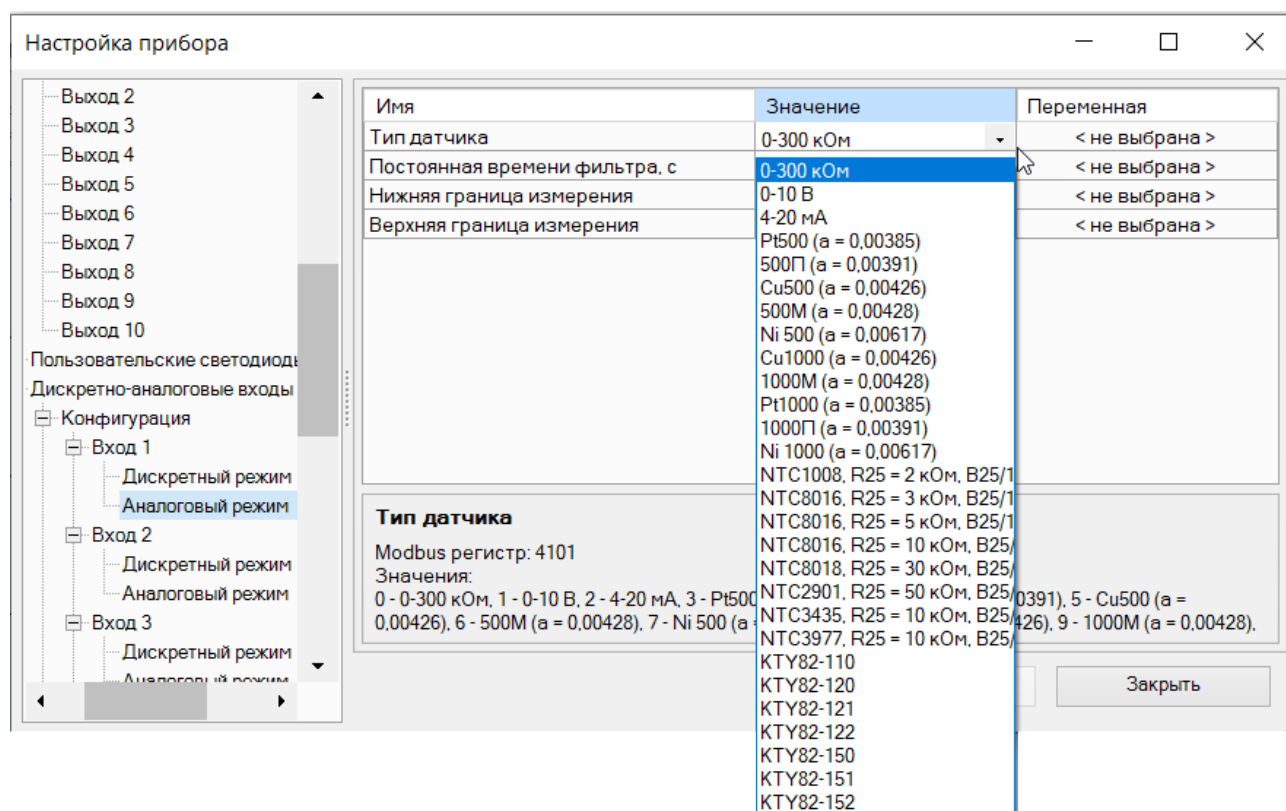 Настройка прибора
Выход 2
Выход 3
Выход 4
Выход 5
Выход 6
Выход 7
Выход 8
Выход 9
Выход 10
Пользовательские светодиоды
Дискретно-аналоговые входы
Конфигурация
Вход 1
Дискретный режим
Аналоговый режим
Вход 2
Дискретный режим
Аналоговый режим
Вход 3
Дискретный режим
Аналоговый режим
Имя Значение Переменная
Тип датчика 0-300 кОм < не выбрана >
Постоянная времени фильтра, с < не выбрана >
Нижняя граница измерения < не выбрана >
Верхняя граница измерения < не выбрана >
0-300 кОм
0-10 В
4-20 мА
Pt500 (a = 0,00385)
500П (a = 0,00391)
Cu500 (a = 0,00426)
500М (a = 0,00428)
Ni 500 (a = 0,00617)
Cu1000 (a = 0,00426)
1000М (a = 0,00428)
Pt1000 (a = 0,00385)
1000П (a = 0,00391)
Ni 1000 (a = 0,00617)
NTC1008, R25 = 2 кОм, B25/1
NTC8016, R25 = 3 кОм, B25/1
NTC8016, R25 = 5 кОм, B25/1
NTC8016, R25 = 10 кОм, B25/
NTC8018, R25 = 30 кОм, B25/
NTC2901, R25 = 50 кОм, B25/
NTC3435, R25 = 10 кОм, B25/
NTC3977, R25 = 10 кОм, B25/
KTY82-110
KTY82-120
KTY82-121
KTY82-122
KTY82-150
KTY82-151
KTY82-152
Тип датчика
Modbus регистр: 4101
Значения:
0 - 0-300 кОм, 1 - 0-10 В, 2 - 4-20 мА, 3 - Pt500 0391), 5 - Cu500 (a =
0,00426), 6 - 500М (a = 0,00428), 7 - Ni 500 (a 426), 9 - 1000М (a = 0,00428),
Закрыть